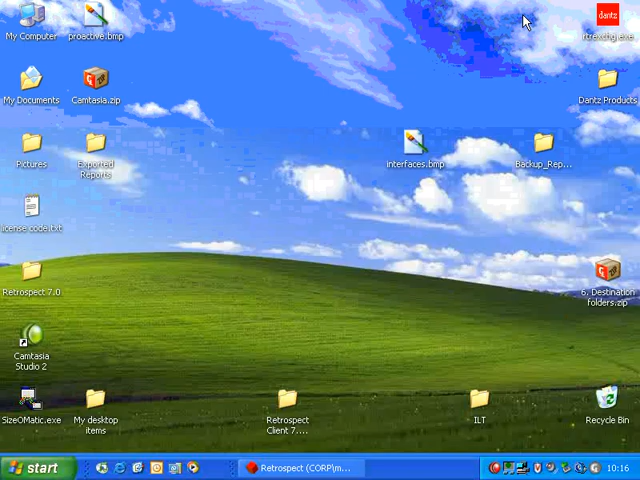 dantz
My Computer
proactive.bmp
rtrexchg.exe
My Documents
Camtasia.zip
Dantz Products
Pictures
Exported
Reports
interfaces.bmp
Backup_Rep...
license code.txt
Retrospect 7.0
6. Destination
folders.zip
Camtasia
Studio 2
SizeOMatic.exe
My desktop
items
Retrospect
Client 7....
ILT
Recycle Bin
start
Retrospect (CORP\m...
10:16